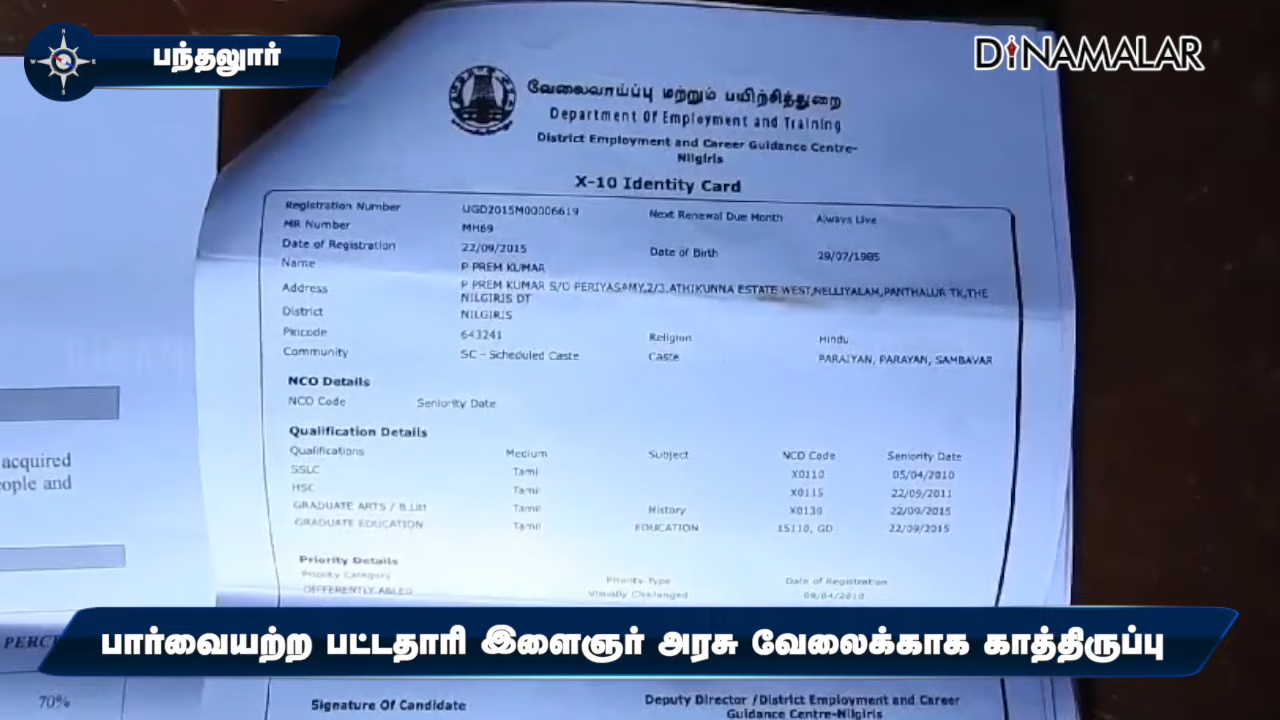 பந்தலூர்
DINAMALAR
வேலைவாய்ப்பு மற்றும் பயிற்சித்துறை
Department Of Employment and Training
District Employment and Career Guidance Centre-
Nilgiris
X-10 Identity Card
Registration Number UGD2015M00006619 Next Renewal Due Month Always Live
MR Number MH69
Date of Registration 22/09/2015 Date of Birth 29/07/1985
Name P PREM KUMAR
Address P PREM KUMAR S/O PERIYASAMY,2/3.ATHIKUNNA ESTATE WEST,NELLIYALAM,PANTHALUR TK,THE
NILGIRIS DT
District NILGIRIS
Pincode 643241 Religion Hindu
Community SC - Scheduled Caste Caste PARAIYAN, PARAYAN, SAMBAVAR
NCO Details
NCO Code Seniority Date
Qualification Details
Qualifications Medium Subject NCO Code Seniority Date
SSLC Tamil X0110 05/04/2010
HSC Tamil X0115 22/09/2011
GRADUATE ARTS / B.Litt Tamil History X0130 22/09/2015
GRADUATE EDUCATION Tamil EDUCATION 15110, GD 22/09/2015
Priority Details
Priority Category Priority Type Date of Registration
DIFFERENTLY ABLED Visually Challenged 08/04/2010
acquired
ople and
PERC
70%
பார்வையற்ற பட்டதாரி இளைஞர் அரசு வேலைக்காக காத்திருப்பு
Signature Of Candidate
Deputy Director /District Employment and Career
Guidance Centre-Nilgiris